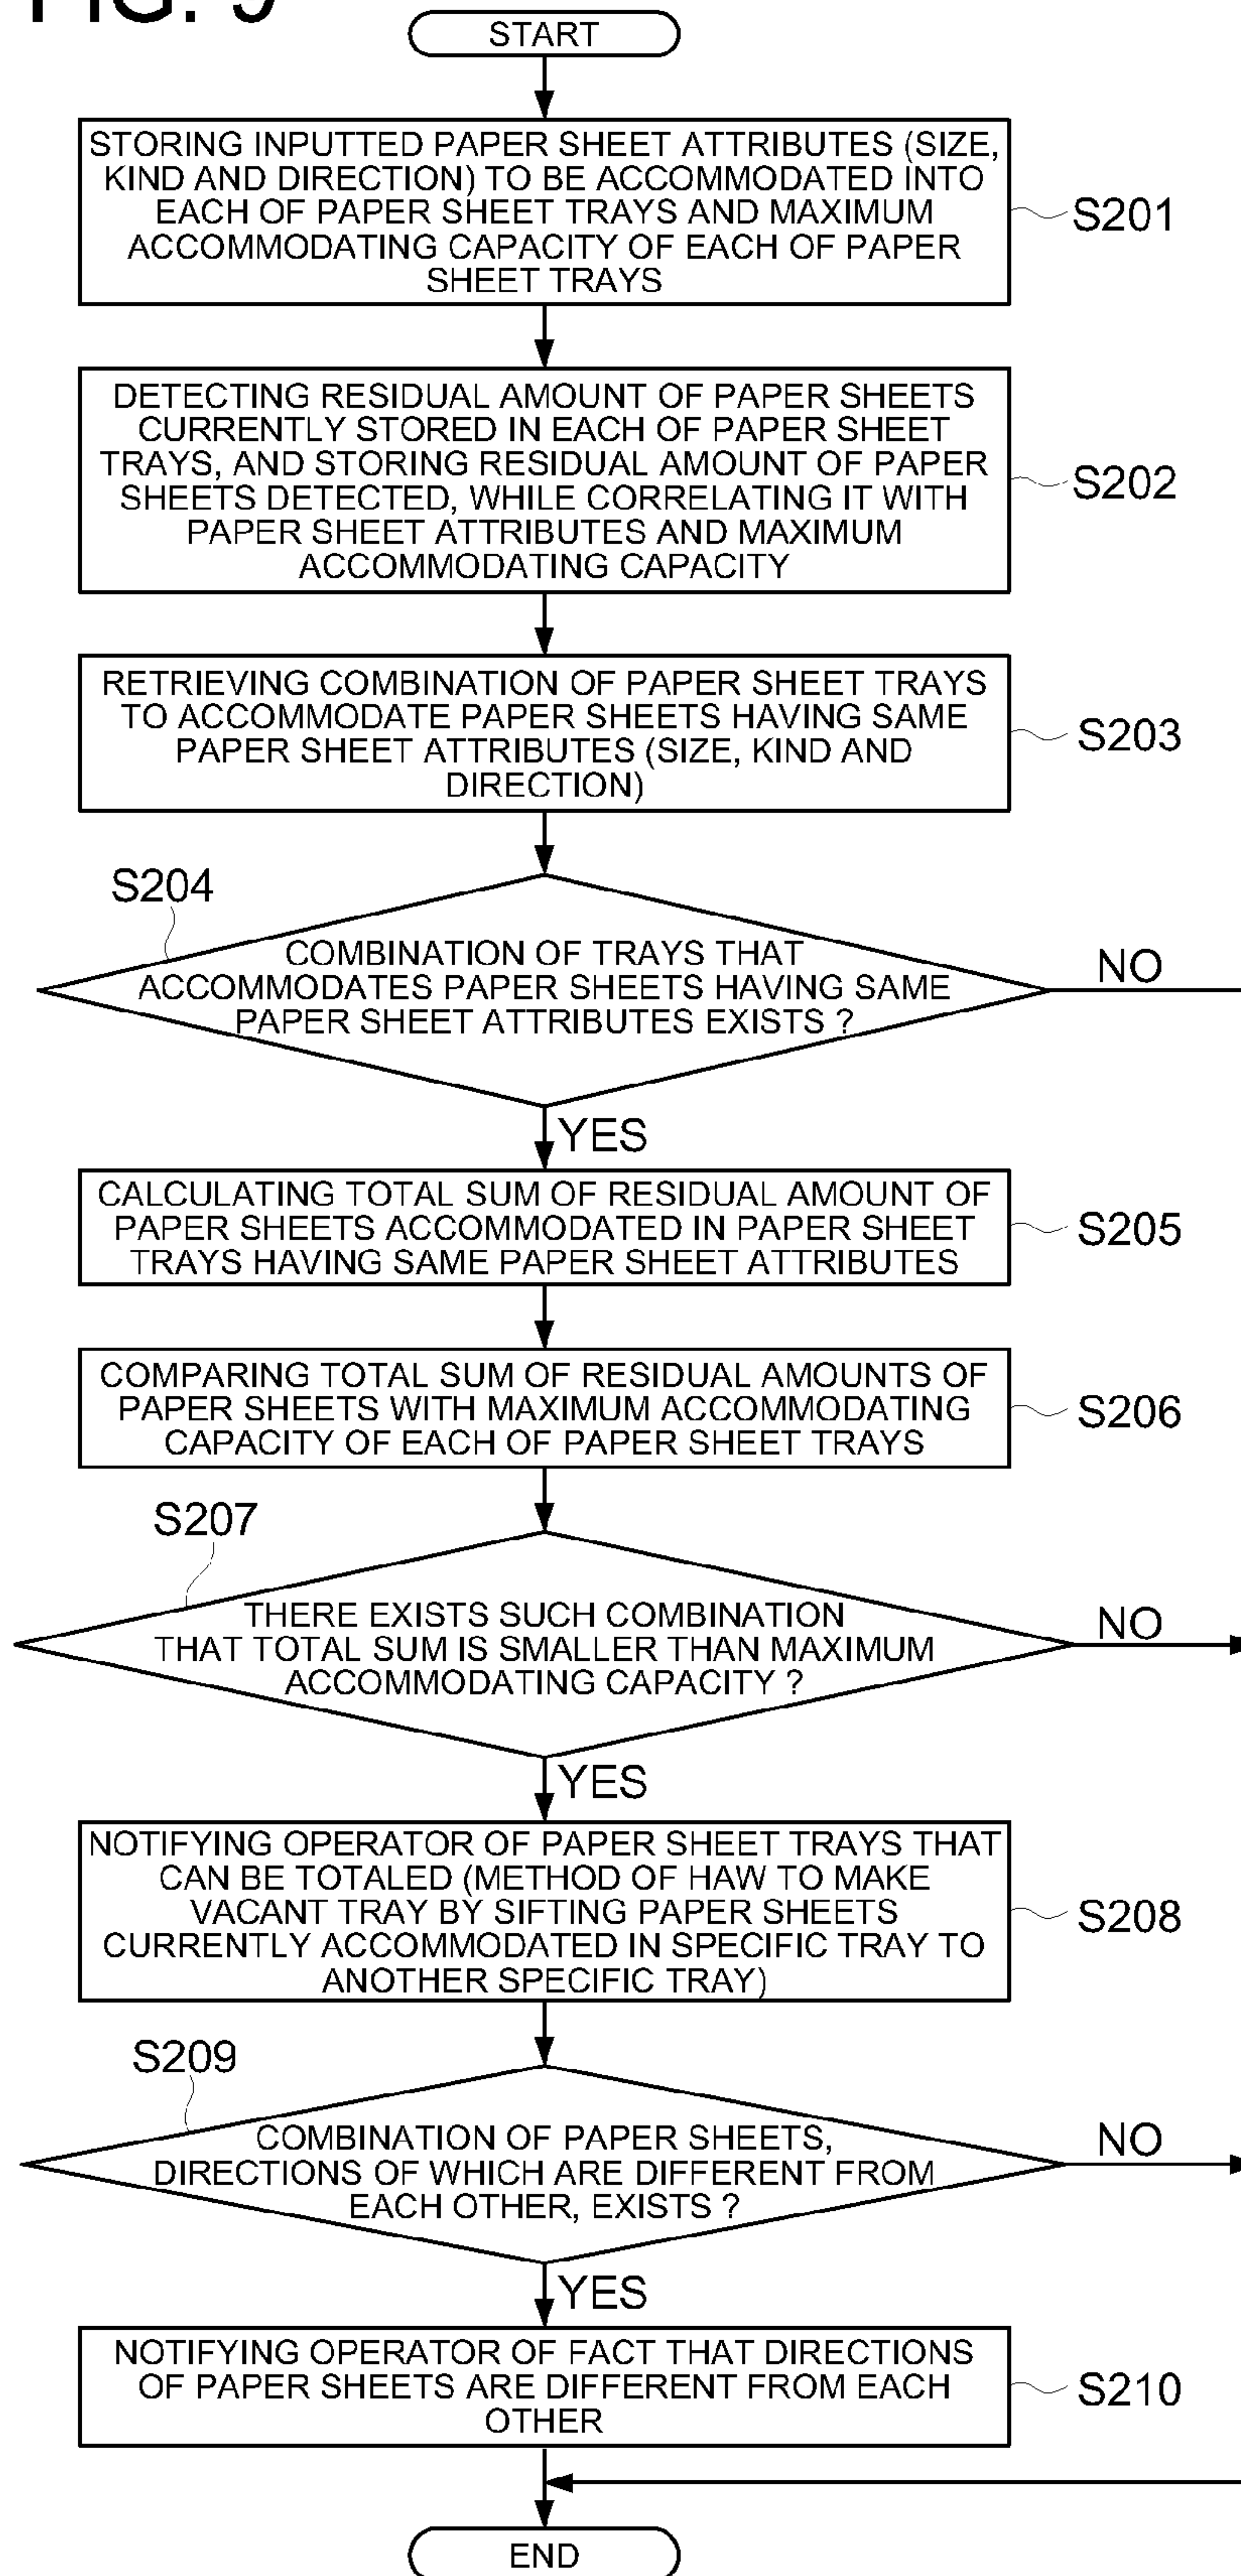 FIG. 9
START
STORING INPUTTED PAPER SHEET ATTRIBUTES (SIZE,
KIND AND DIRECTION) TO BE ACCOMMODATED INTO
EACH OF PAPER SHEET TRAYS AND MAXIMUM
ACCOMMODATING CAPACITY OF EACH OF PAPER
SHEET TRAYS
S201
DETECTING RESIDUAL AMOUNT OF PAPER SHEETS
CURRENTLY STORED IN EACH OF PAPER SHEET
TRAYS, AND STORING RESIDUAL AMOUNT OF PAPER
SHEETS DETECTED, WHILE CORRELATING IT WITH
PAPER SHEET ATTRIBUTES AND MAXIMUM
ACCOMMODATING CAPACITY
S202
RETRIEVING COMBINATION OF PAPER SHEET TRAYS
TO ACCOMMODATE PAPER SHEETS HAVING SAME
PAPER SHEET ATTRIBUTES (SIZE, KIND AND
DIRECTION)
S203
S204
COMBINATION OF TRAYS THAT
ACCOMMODATES PAPER SHEETS HAVING SAME
PAPER SHEET ATTRIBUTES EXISTS ?
NO
YES
CALCULATING TOTAL SUM OF RESIDUAL AMOUNT OF
PAPER SHEETS ACCOMMODATED IN PAPER SHEET
TRAYS HAVING SAME PAPER SHEET ATTRIBUTES
S205
COMPARING TOTAL SUM OF RESIDUAL AMOUNTS OF
PAPER SHEETS WITH MAXIMUM ACCOMMODATING
CAPACITY OF EACH OF PAPER SHEET TRAYS
S206
S207
THERE EXISTS SUCH COMBINATION
THAT TOTAL SUM IS SMALLER THAN MAXIMUM
ACCOMMODATING CAPACITY ?
NO
YES
NOTIFYING OPERATOR OF PAPER SHEET TRAYS THAT
CAN BE TOTALED (METHOD OF HAW TO MAKE
VACANT TRAY BY SIFTING PAPER SHEETS
CURRENTLY ACCOMMODATED IN SPECIFIC TRAY TO
ANOTHER SPECIFIC TRAY)
S208
S209
COMBINATION OF PAPER SHEETS,
DIRECTIONS OF WHICH ARE DIFFERENT FROM
EACH OTHER, EXISTS ?
NO
YES
NOTIFYING OPERATOR OF FACT THAT DIRECTIONS
OF PAPER SHEETS ARE DIFFERENT FROM EACH
OTHER
S210
END